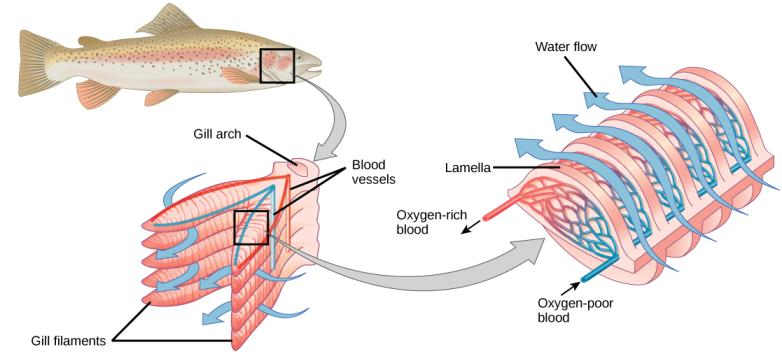 Water flow
Gill arch
Blood
vessels
Lamella
Oxygen-rich
blood
Oxygen-poor
blood
Gill filaments